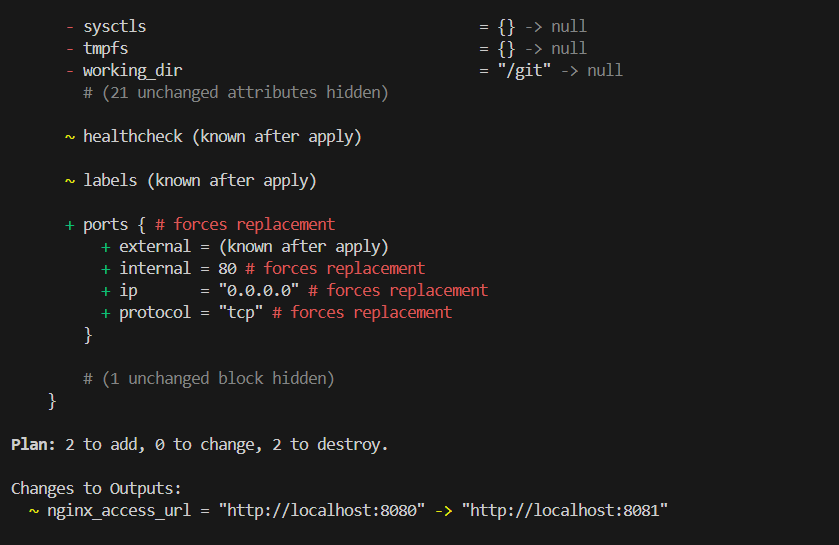 - sysctls = {} -> null
- tmpfs = {} -> null
- working_dir = "/git" -> null
# (21 unchanged attributes hidden)
~ healthcheck (known after apply)
~ labels (known after apply)
+ ports { # forces replacement
+ external = (known after apply)
+ internal = 80 # forces replacement
+ ip = "0.0.0.0" # forces replacement
+ protocol = "tcp" # forces replacement
}
# (1 unchanged block hidden)
}
Plan: 2 to add, 0 to change, 2 to destroy.
Changes to Outputs:
~ nginx_access_url = "http://localhost:8080" -> "http://localhost:8081"